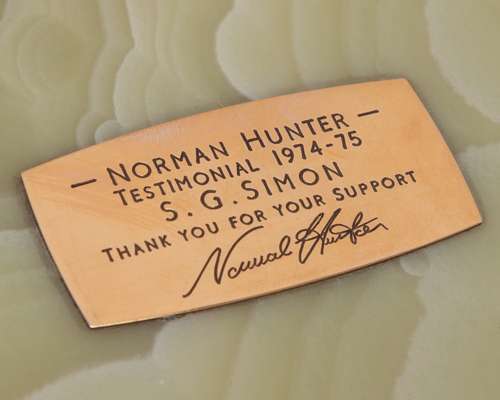 — NORMAN HUNTER —
TESTIMONIAL 1974-75
S. G. SIMON
THANK YOU FOR YOUR SUPPORT
Norman Hunter